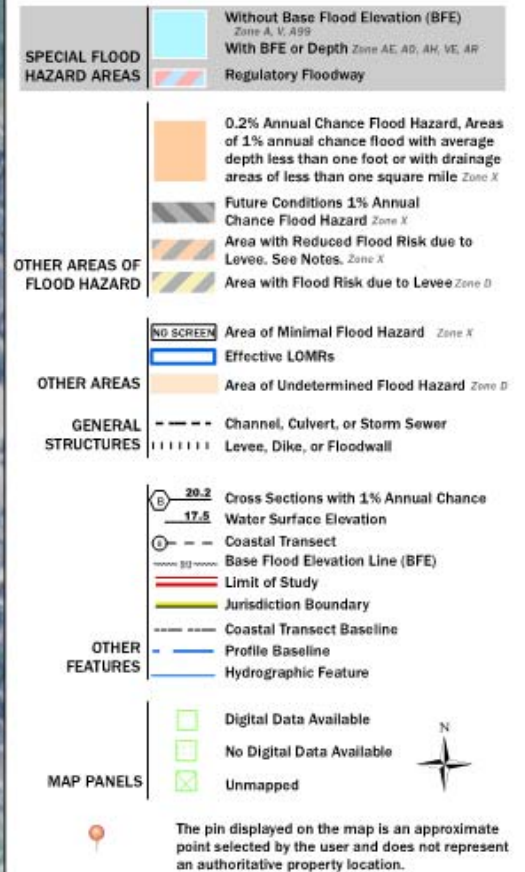 Without Base Flood Elevation (BFE)
Zone A, V, A99
With BFE or Depth Zone AE, AO, AH, VE, AR
SPECIAL FLOOD
HAZARD AREAS
Regulatory Floodway
0.2% Annual Chance Flood Hazard, Areas
of 1% annual chance flood with average
depth less than one foot or with drainage
areas of less than one square mile Zone X
Future Conditions 1% Annual
Chance Flood Hazard Zone X
Area with Reduced Flood Risk due to
Levee. See Notes. Zone X
OTHER AREAS OF
FLOOD HAZARD
Area with Flood Risk due to Levee Zone D
NO SCREEN Area of Minimal Flood Hazard Zone X
Effective LOMRs
OTHER AREAS
Area of Undetermined Flood Hazard Zone D
GENERAL
STRUCTURES
Channel, Culvert, or Storm Sewer
Levee, Dike, or Floodwall
B 20.2 Cross Sections with 1% Annual Chance
17.5 Water Surface Elevation
8 Coastal Transect
513 Base Flood Elevation Line (BFE)
Limit of Study
Jurisdiction Boundary
Coastal Transect Baseline
OTHER
FEATURES
Profile Baseline
Hydrographic Feature
Digital Data Available
No Digital Data Available
N
MAP PANELS
Unmapped
The pin displayed on the map is an approximate
point selected by the user and does not represent
an authoritative property location.